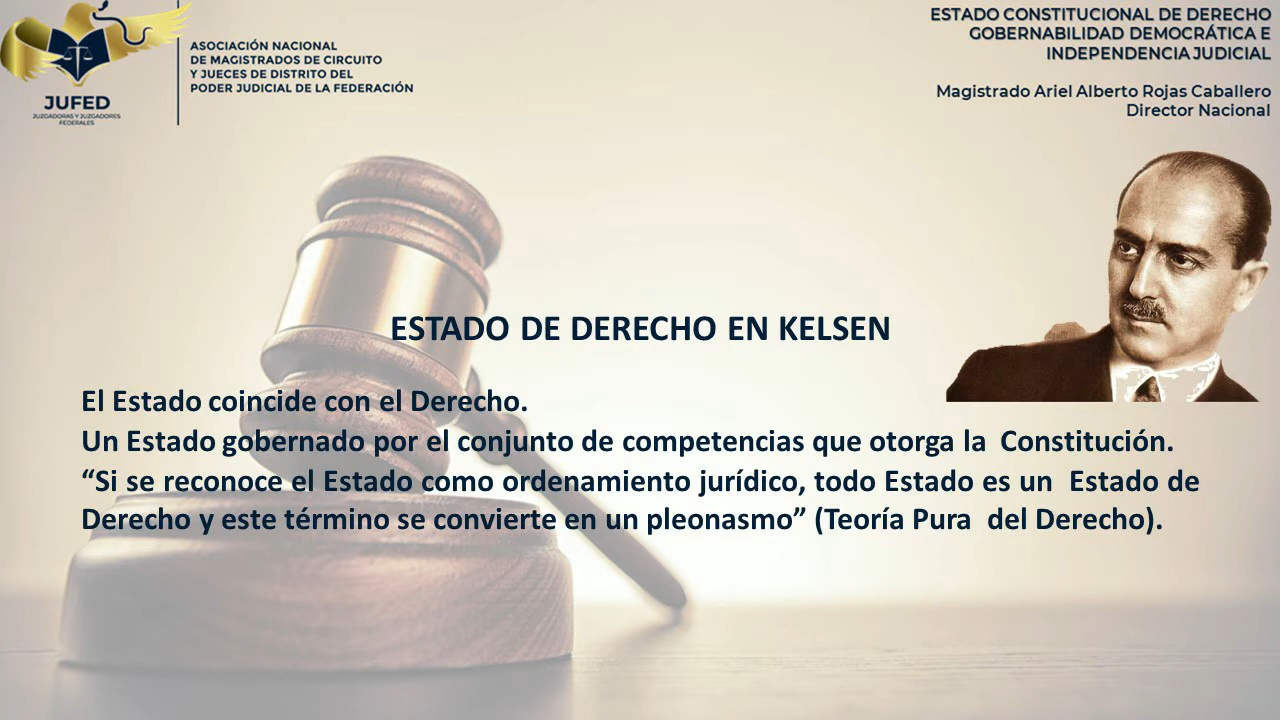 JUFED
JUZGADORAS Y JUZGADORES
FEDERALES
ASOCIACIÓN NACIONAL
DE MAGISTRADOS DE CIRCUITO
Y JUECES DE DISTRITO DEL
PODER JUDICIAL DE LA FEDERACIÓN
ESTADO CONSTITUCIONAL DE DERECHO
GOBERNABILIDAD DEMOCRÁTICA E
INDEPENDENCIA JUDICIAL
Magistrado Ariel Alberto Rojas Caballero
Director Nacional
ESTADO DE DERECHO EN KELSEN
El Estado coincide con el Derecho.
Un Estado gobernado por el conjunto de competencias que otorga la Constitución.
“Si se reconoce el Estado como ordenamiento jurídico, todo Estado es un Estado de
Derecho y este término se convierte en un pleonasmo” (Teoría Pura del Derecho).